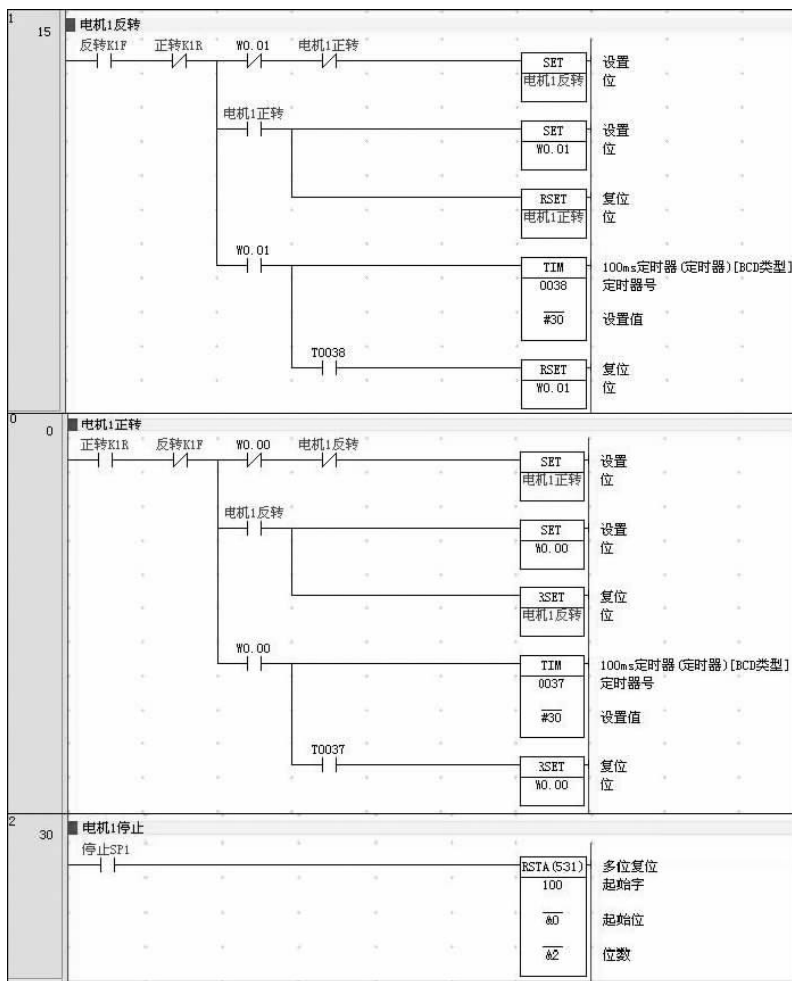 1
15
电机1反转
反转K1F 正转K1R W0.01 电机1正转
SET 设置
电机1反转 位
电机1正转
SET 设置
W0.01 位
RSET 复位
电机1正转 位
W0.01
TIM 100ms定时器(定时器)[BCD类型]
0038 定时器号
#30 设置值
T0038
RSET 复位
W0.01 位
0
0
电机1正转
正转K1R 反转K1F W0.00 电机1反转
SET 设置
电机1正转 位
电机1反转
SET 设置
W0.00 位
RSET 复位
电机1反转 位
W0.00
TIM 100ms定时器(定时器)[BCD类型]
0037 定时器号
#30 设置值
T0037
RSET 复位
W0.00 位
2
30
电机1停止
停止SP1
RSTA(531) 多位复位
100 起始字
&0 起始位
&2 位数